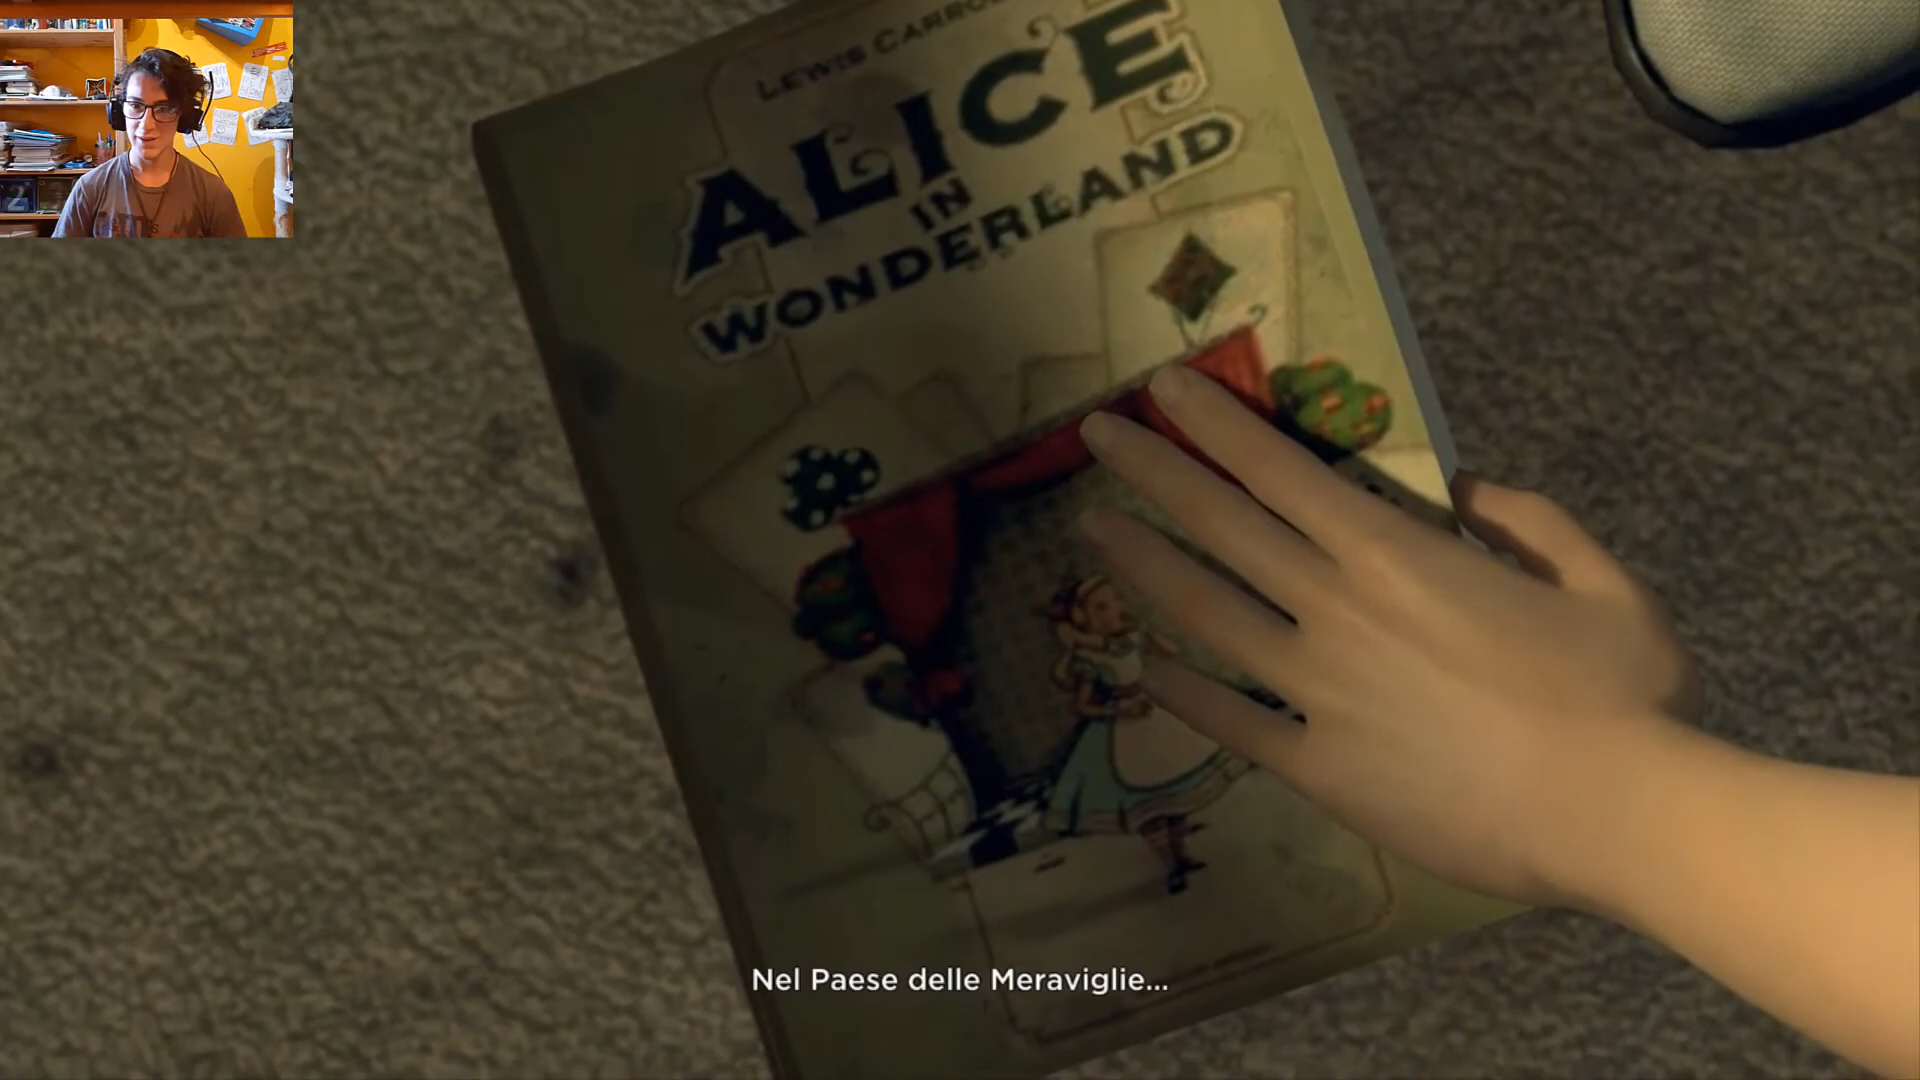 LEWIS CARRO
ALICE
IN
WONDERLAND
Nel Paese delle Meraviglie...